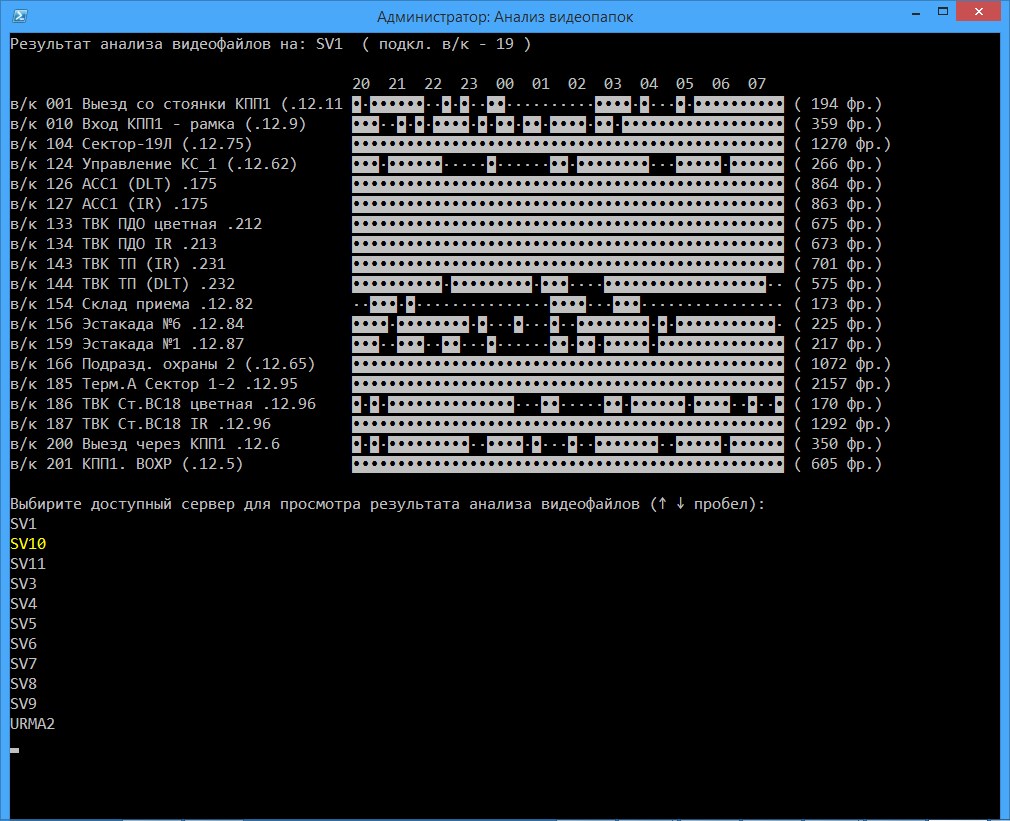 Администратор: Анализ видеопапок
Результат анализа видеофайлов на: SV1 ( подкл. в/к - 19 )
20 21 22 23 00 01 02 03 04 05 06 07
в/к 001 Выезд со стоянки КПП1 (.12.11 ( 194 фр.)
в/к 010 Вход КПП1 - рамка (.12.9) ( 359 фр.)
в/к 104 Сектор-19Л (.12.75) ( 1270 фр.)
в/к 124 Управление КС_1 (.12.62) ( 266 фр.)
в/к 126 АСС1 (DLT) .175 ( 864 фр.)
в/к 127 АСС1 (IR) .175 ( 863 фр.)
в/к 133 ТВК ПДО цветная .212 ( 675 фр.)
в/к 134 ТВК ПДО IR .213 ( 673 фр.)
в/к 143 ТВК ТП (IR) .231 ( 701 фр.)
в/к 144 ТВК ТП (DLT) .232 ( 575 фр.)
в/к 154 Склад приема .12.82 ( 173 фр.)
в/к 156 Эстакада №6 .12.84 ( 225 фр.)
в/к 159 Эстакада №1 .12.87 ( 217 фр.)
в/к 166 Подразд. охраны 2 (.12.65) ( 1072 фр.)
в/к 185 Терм.А Сектор 1-2 .12.95 ( 2157 фр.)
в/к 186 ТВК Ст.ВС18 цветная .12.96 ( 170 фр.)
в/к 187 ТВК Ст.ВС18 IR .12.96 ( 1292 фр.)
в/к 200 Выезд через КПП1 .12.6 ( 350 фр.)
в/к 201 КПП1. ВОХР (.12.5) ( 605 фр.)
Выбирите доступный сервер для просмотра результата анализа видеофайлов (↑ ↓ пробел):
SV1
SV10
SV11
SV3
SV4
SV5
SV6
SV7
SV8
SV9
URMA2